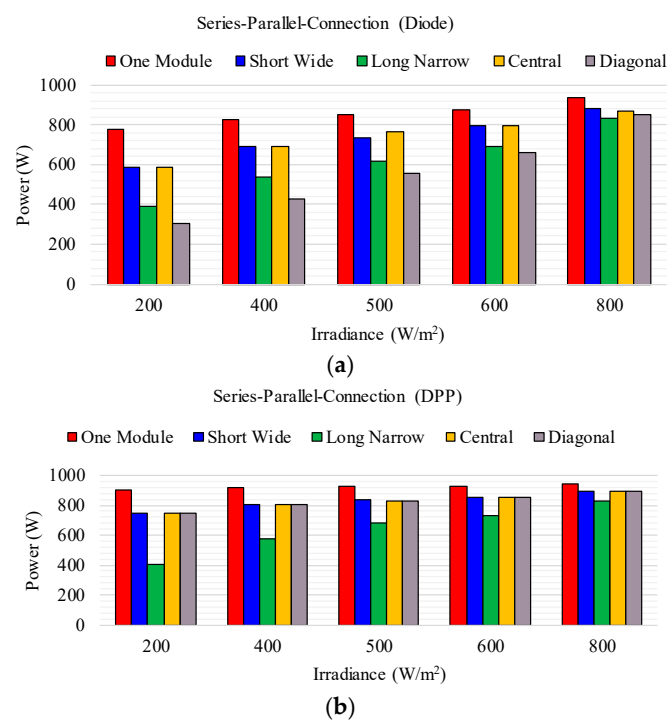 Series-Parallel-Connection (Diode)
One Module Short Wide Long Narrow Central Diagonal
1000
800
600
400
200
0
Power (W)
200 400 500 600 800
Irradiance (W/m²)
(a)
Series-Parallel-Connection (DPP)
One Module Short Wide Long Narrow Central Diagonal
1000
800
600
400
200
0
Power (W)
200 400 500 600 800
Irradiance (W/m²)
(b)